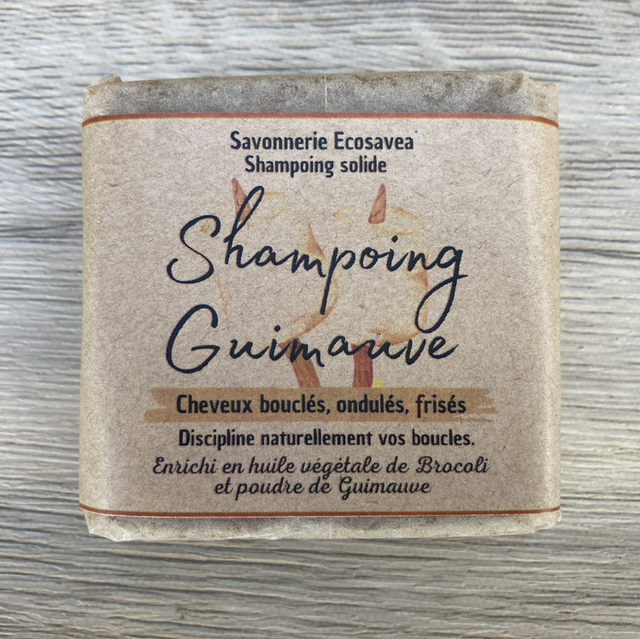 Savonnerie Ecosavea
Shampoing solide
Shampoing
Guimauve
Cheveux bouclés, ondulés, frisés
Discipline naturellement vos boucles.
Enrichi en huile végétale de Brocoli
et poudre de Guimauve